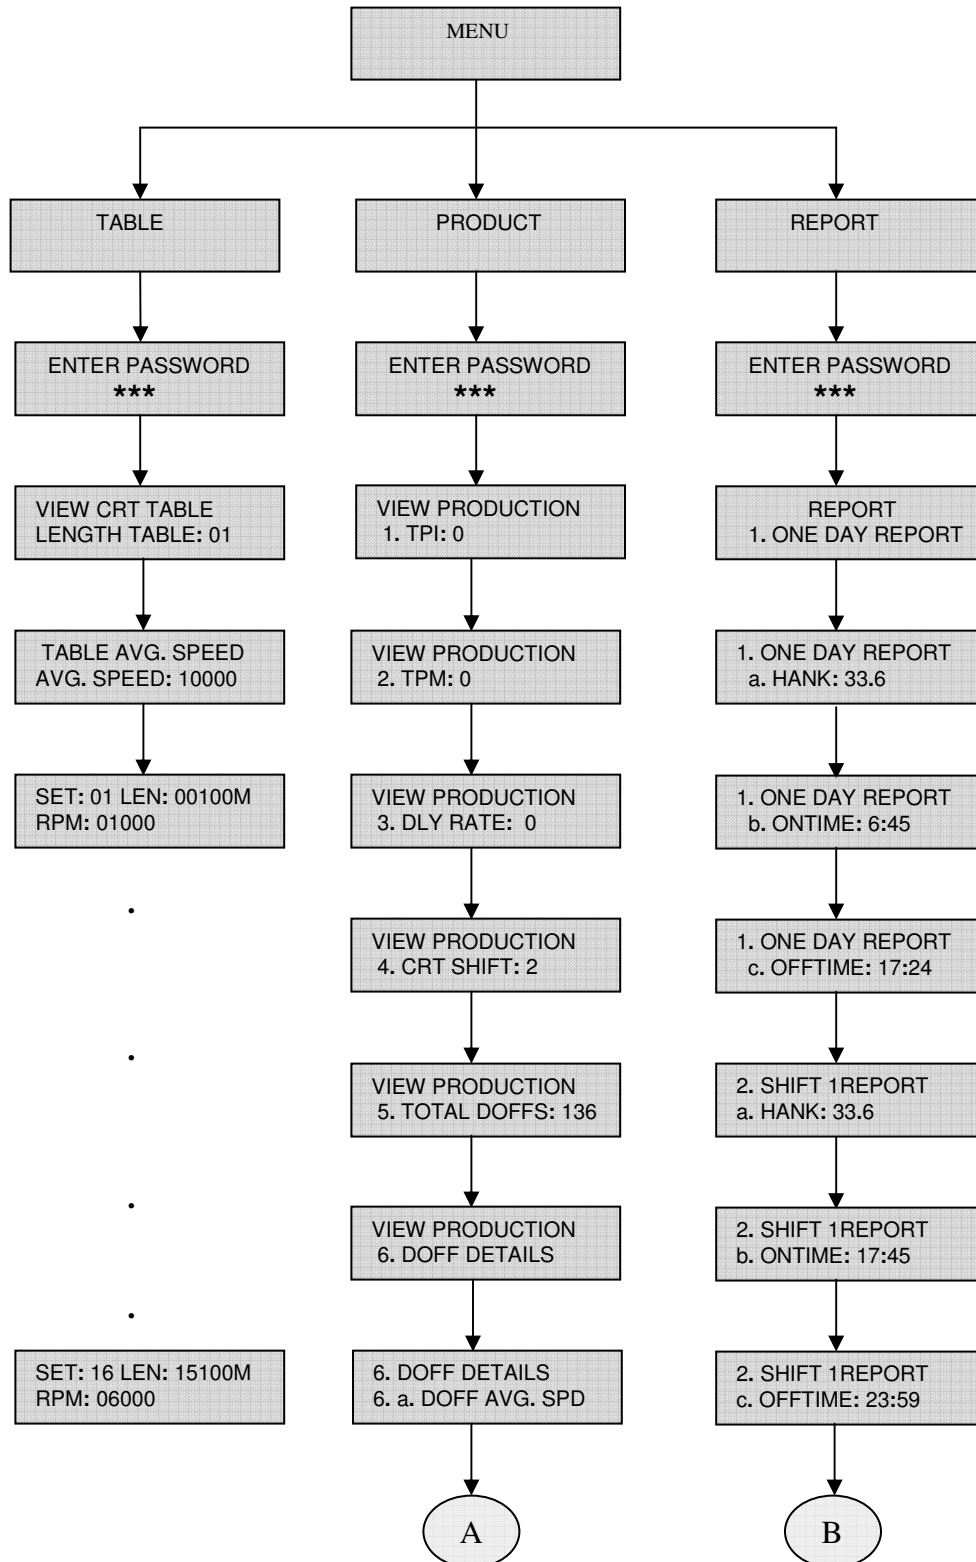 MENU
TABLE
PRODUCT
REPORT
ENTER PASSWORD
***
ENTER PASSWORD
***
ENTER PASSWORD
***
VIEW CRT TABLE
LENGTH TABLE: 01
VIEW PRODUCTION
1. TPI: 0
REPORT
1. ONE DAY REPORT
TABLE AVG. SPEED
AVG. SPEED: 10000
VIEW PRODUCTION
2. TPM: 0
1. ONE DAY REPORT
a. HANK: 33.6
SET: 01 LEN: 00100M
RPM: 01000
VIEW PRODUCTION
3. DLY RATE: 0
1. ONE DAY REPORT
b. ONTIME: 6:45
.
VIEW PRODUCTION
4. CRT SHIFT: 2
1. ONE DAY REPORT
c. OFFTIME: 17:24
.
VIEW PRODUCTION
5. TOTAL DOFFS: 136
2. SHIFT 1REPORT
a. HANK: 33.6
.
VIEW PRODUCTION
6. DOFF DETAILS
2. SHIFT 1REPORT
b. ONTIME: 17:45
.
SET: 16 LEN: 15100M
RPM: 06000
6. DOFF DETAILS
6. a. DOFF AVG. SPD
2. SHIFT 1REPORT
c. OFFTIME: 23:59
A
B